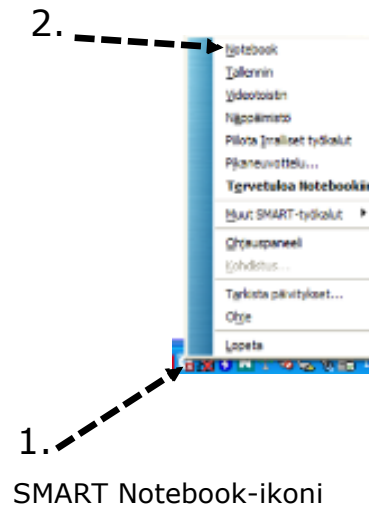 2.
Notebook
Tallennin
Videotoistin
Näppäimistö
Piilota Irralliset työkalut
Pikaneuvottelu...
Tervetuloa Notebookiin
Muut SMART-työkalut
Ohjauspaneeli
Kohdistus...
Tarkista päivitykset...
Ohje
Lopeta
1.
SMART Notebook-ikoni